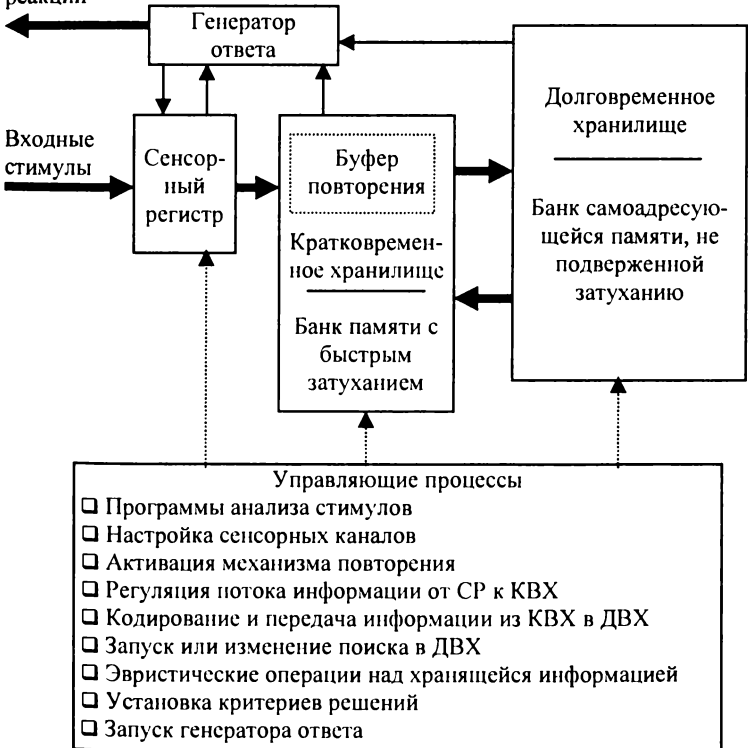 реакции
Генератор
ответа
Входные
стимулы
Сенсор-
ный
регистр
Буфер
повторения
Кратковремен-
ное хранилище
Банк памяти с
быстрым
затуханием
Долговременное
хранилище
Банк самоадресую-
щейся памяти, не
подверженной
затуханию
Управляющие процессы
❑ Программы анализа стимулов
❑ Настройка сенсорных каналов
❑ Активация механизма повторения
❑ Регуляция потока информации от СР к КВХ
❑ Кодирование и передача информации из КВХ в ДВХ
❑ Запуск или изменение поиска в ДВХ
❑ Эвристические операции над хранящейся информацией
❑ Установка критериев решений
❑ Запуск генератора ответа